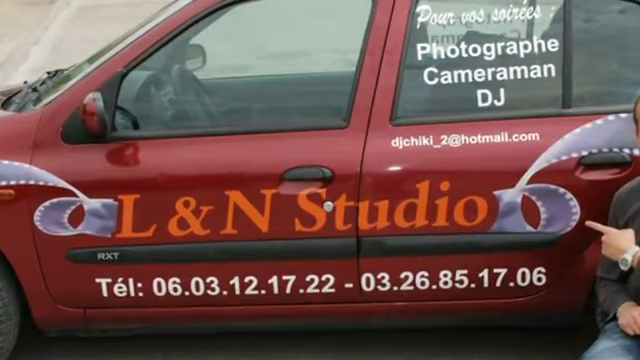 Pour vos soirées :
Photographe
Cameraman
DJ
djchiki_2@hotmail.com
L & N Studio
RXT
Tél: 06.03.12.17.22 - 03.26.85.17.06